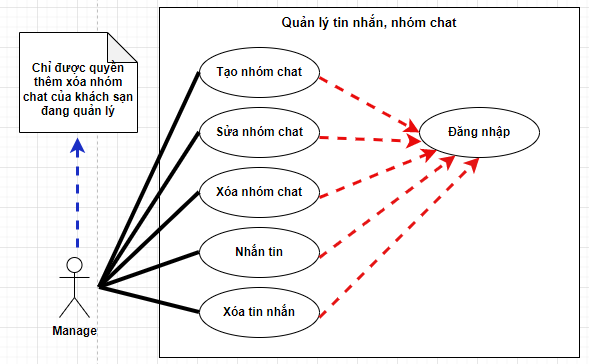 Quản lý tin nhắn, nhóm chat
Chỉ được quyền
thêm xóa nhóm
chat của khách sạn
đang quản lý
Tạo nhóm chat
Sửa nhóm chat
Đăng nhập
Xóa nhóm chat
Nhắn tin
Xóa tin nhắn
Manage